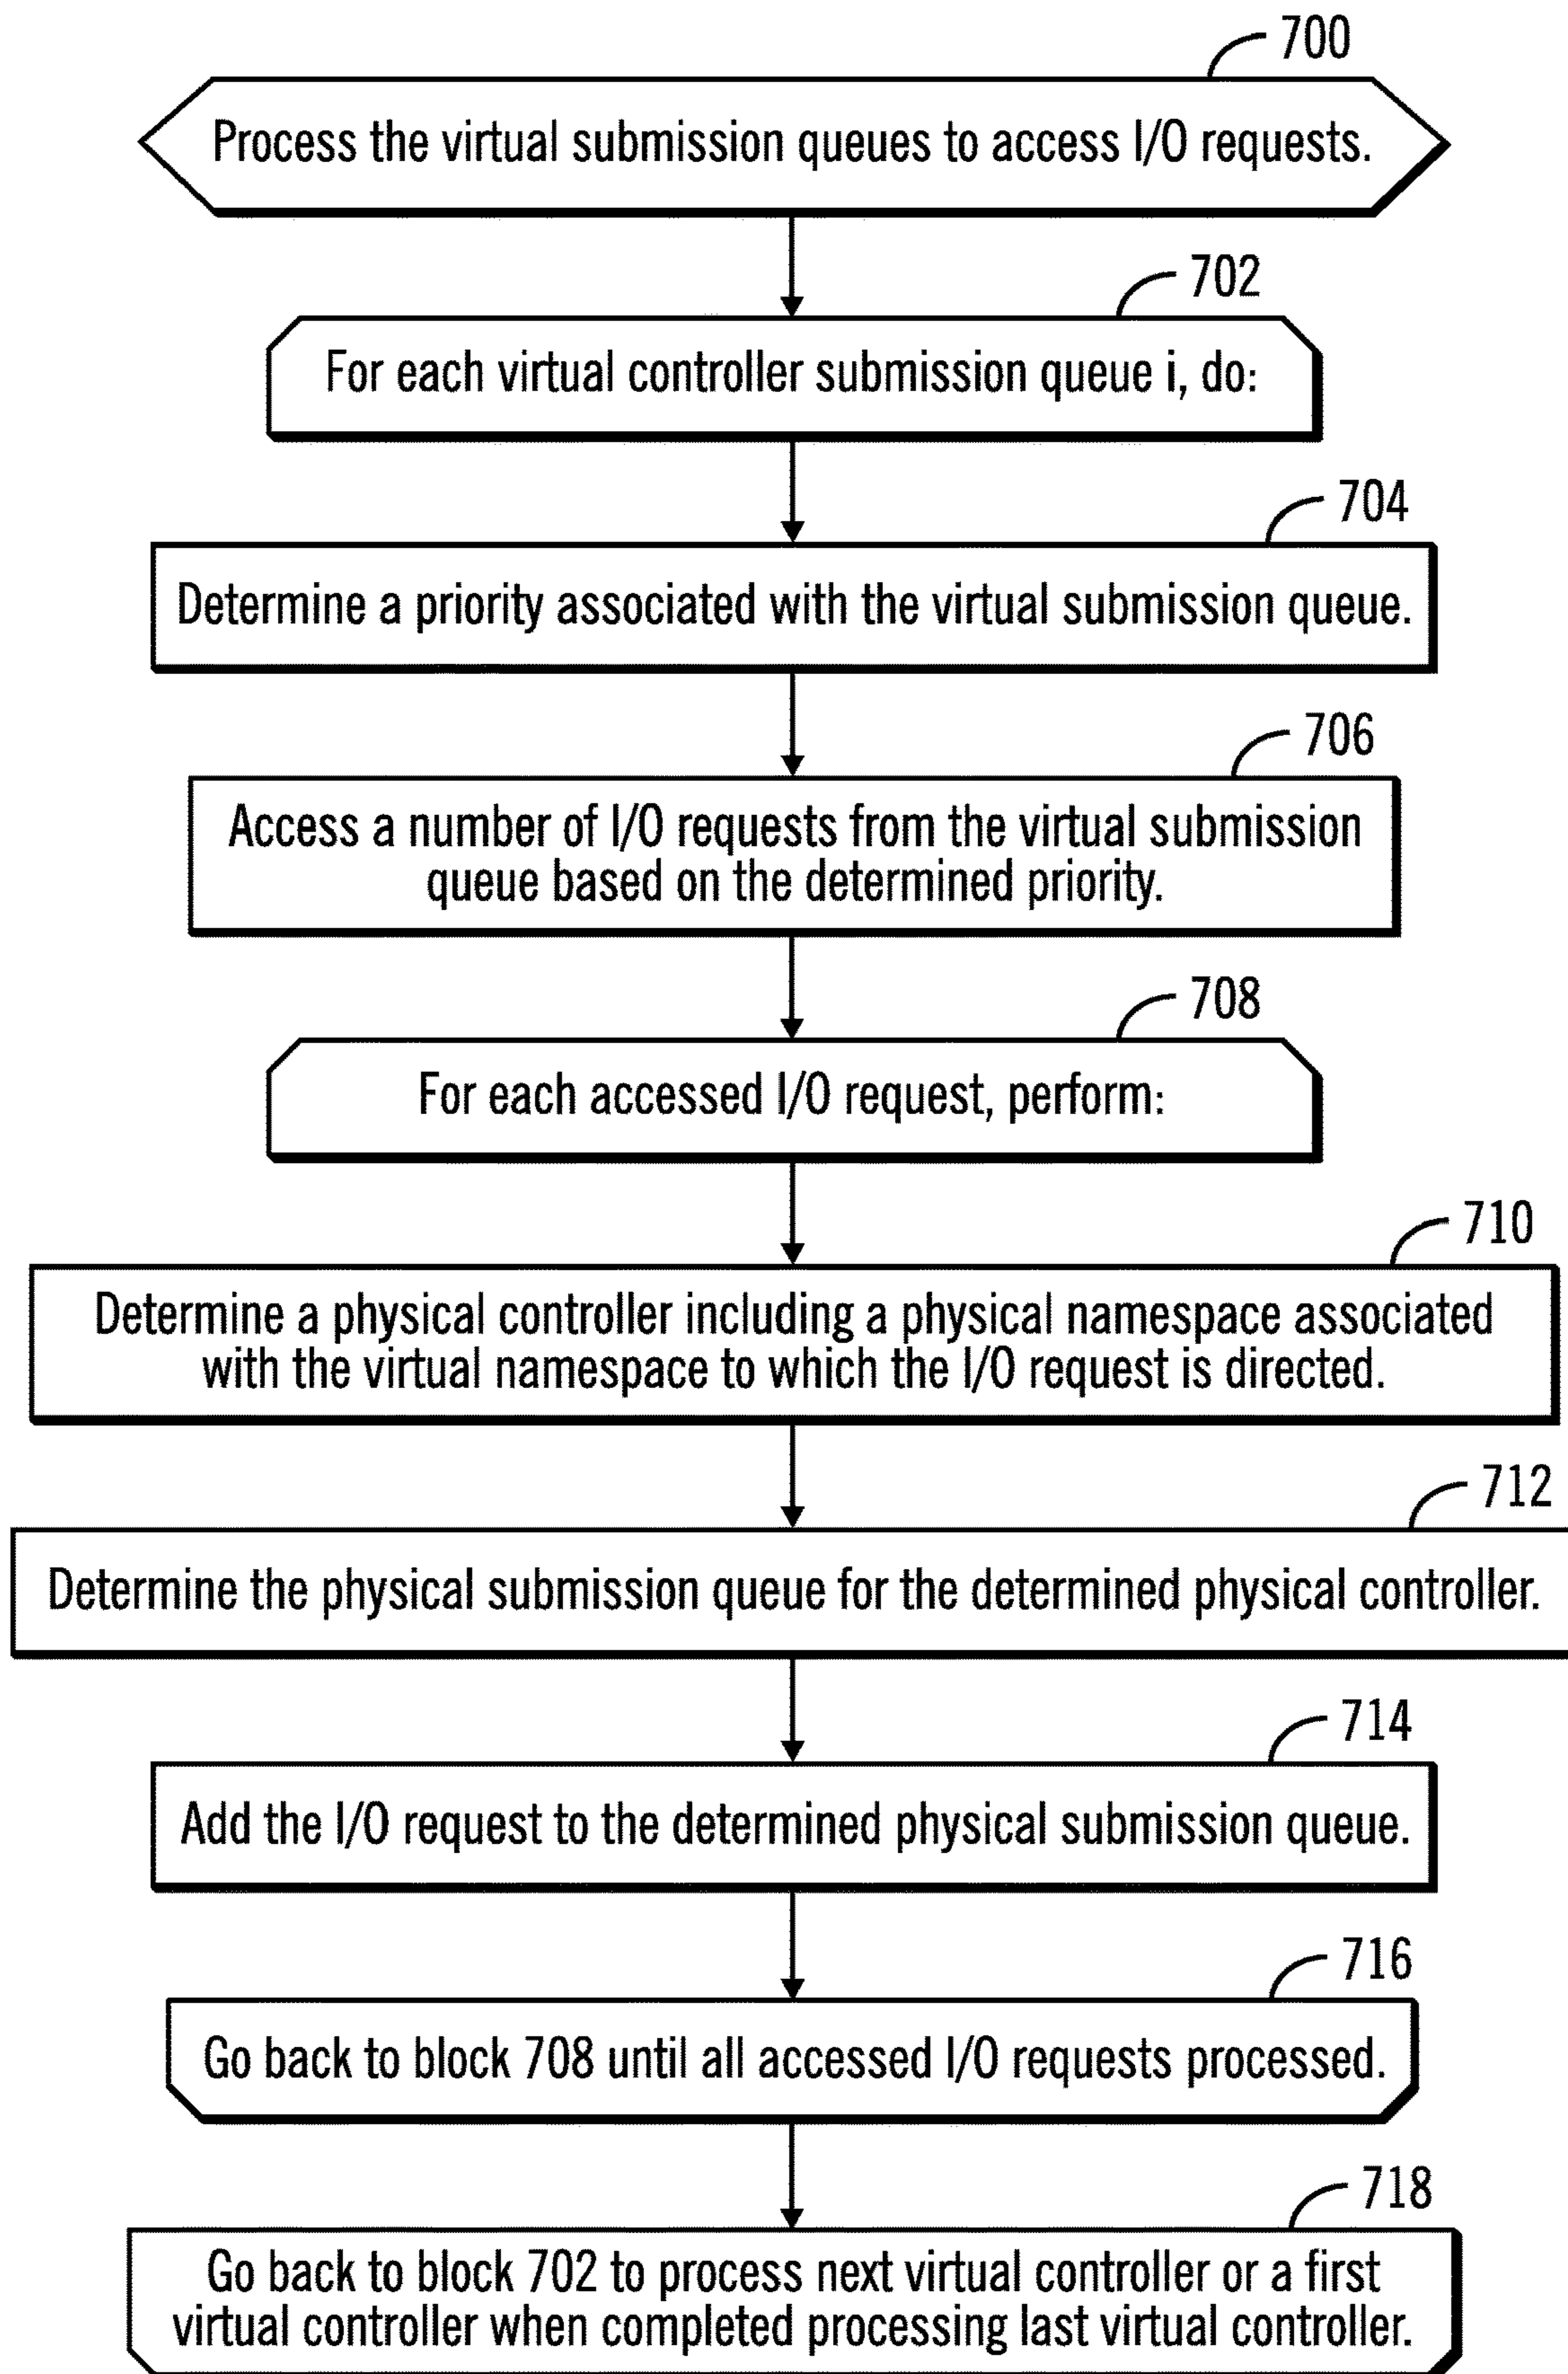 700
Process the virtual submission queues to access I/O requests.
702
For each virtual controller submission queue i, do:
704
Determine a priority associated with the virtual submission queue.
706
Access a number of I/O requests from the virtual submission
queue based on the determined priority.
708
For each accessed I/O request, perform:
710
Determine a physical controller including a physical namespace associated
with the virtual namespace to which the I/O request is directed.
712
Determine the physical submission queue for the determined physical controller.
714
Add the I/O request to the determined physical submission queue.
716
Go back to block 708 until all accessed I/O requests processed.
718
Go back to block 702 to process next virtual controller or a first
virtual controller when completed processing last virtual controller.